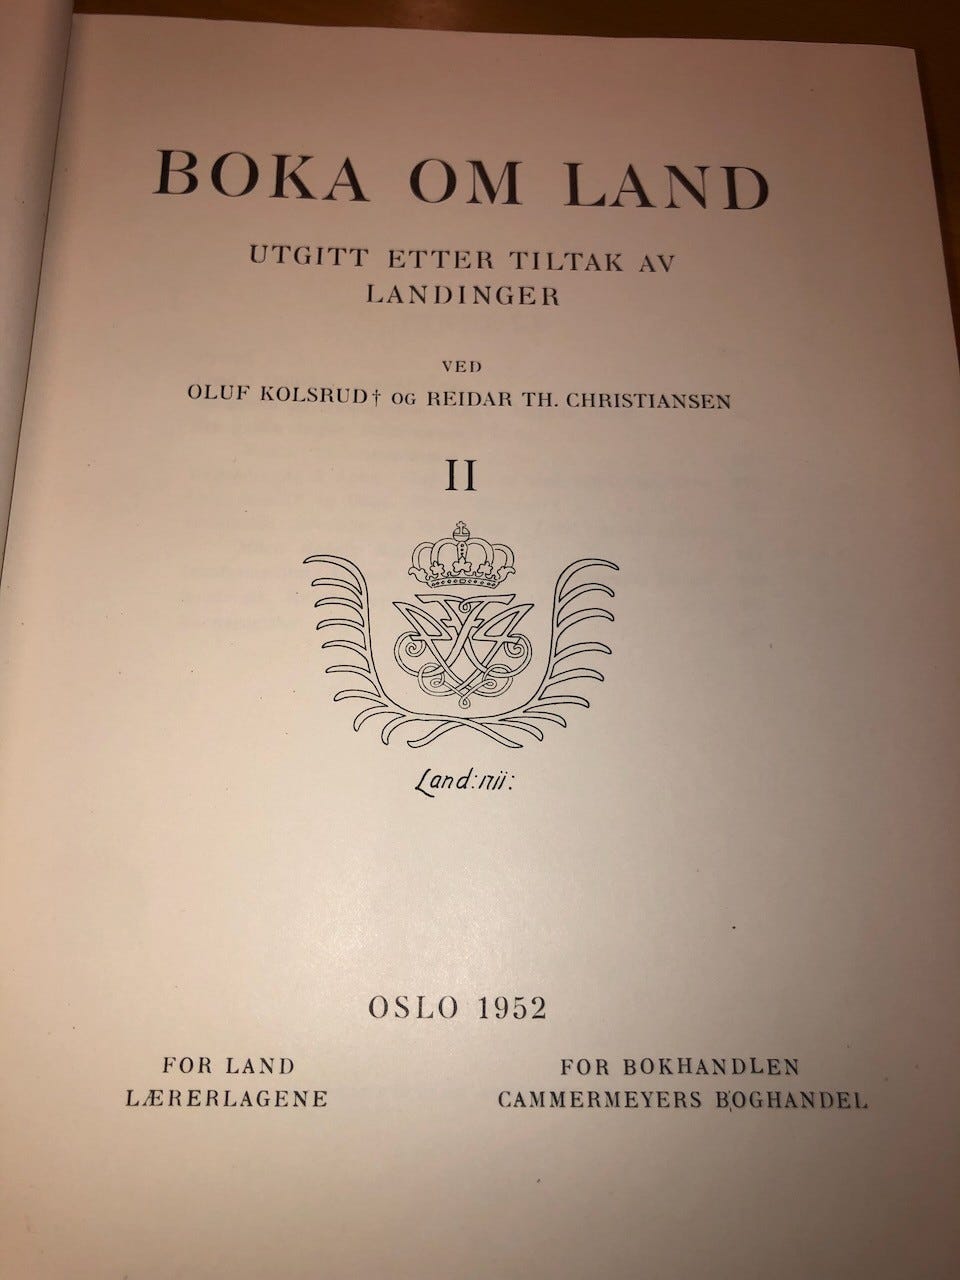 BOKA OM LAND
UTGITT ETTER TILTAK AV
LANDINGER
VED
OLUF KOLSRUD† OG REIDAR TH. CHRISTIANSEN
II
Land:1711:
OSLO 1952
FOR LAND
LÆRERLAGENE
FOR BOKHANDLEN
CAMMERMEYERS BOGHANDEL